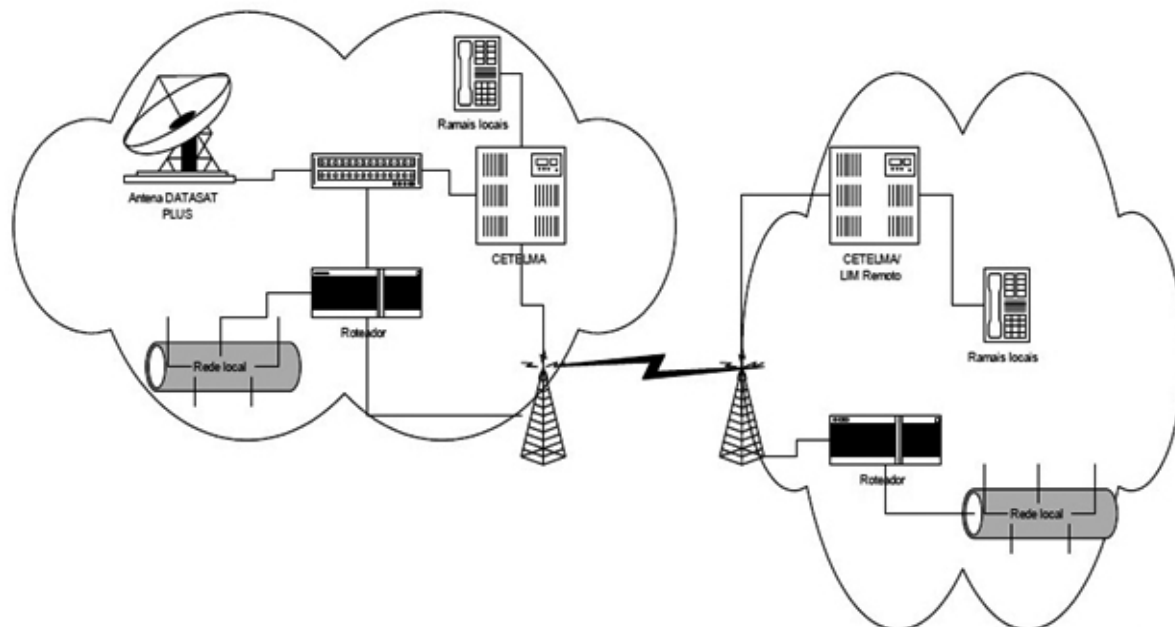 Ramais locais
Antena DATASAT
PLUS
CETELMA
Roteador
Rede local
CETELMA/
LIM Remoto
Ramais locais
Roteador
Rede local